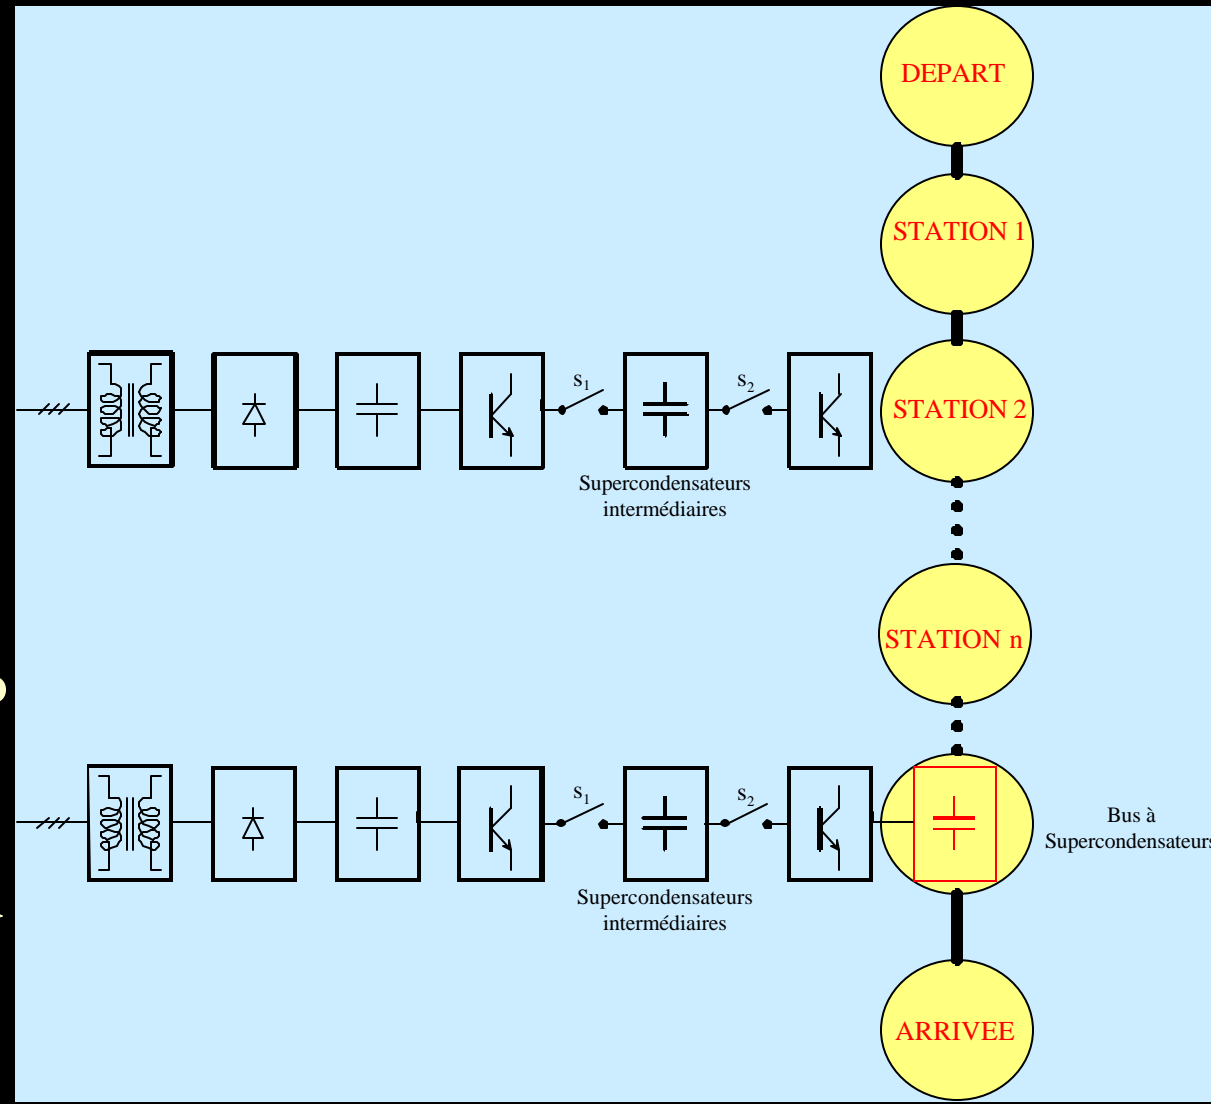 DEPART
STATION 1
s1
s2
STATION 2
Supercondensateurs
intermédiaires
STATION n
s1
s2
Bus à
Supercondensateurs
Supercondensateurs
intermédiaires
ARRIVEE